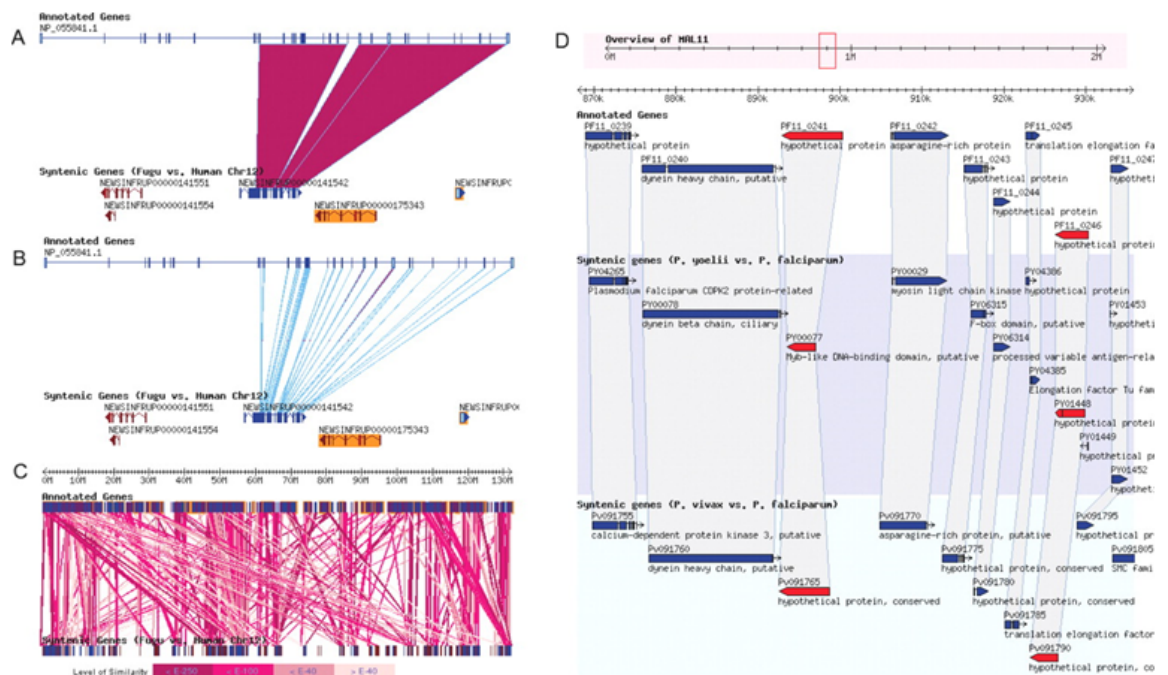 A
Annotated Genes
NP_055841.1
Syntenic Genes (Fugu vs. Human Chr12)
NEWSINFRUP00000141551
NEWSINFRUP00000141542
NEWSINFRUPC
NEWSINFRUP00000141554
NEWSINFRUP00000175343
B
Annotated Genes
NP_055841.1
Syntenic Genes (Fugu vs. Human Chr12)
NEWSINFRUP00000141551
NEWSINFRUP00000141542
NEWSINFRUP00
NEWSINFRUP00000141554
NEWSINFRUP00000175343
C
0M 10M 20M 30M 40M 50M 60M 70M 80M 90M 100M 110M 120M 130M
Annotated Genes
Syntenic Genes (Fugu vs. Human Chr12)
Level of Similarity < E-250 < E-100 < E-40 > E-40
D
Overview of MAL11
0M 1M 2M
870k 880k 890k 900k 910k 920k 930k
Annotated Genes
PF11_0239 PF11_0241 PF11_0242 PF11_0245
hypothetical protein hypothetical protein asparagine-rich protein translation elongation fa
PF11_0240 PF11_0243 PF11_0247
dynein heavy chain, putative hypothetical protein hypotheti
PF11_0244
hypothetical protein
PF11_0246
hypothetical protein
Syntenic genes (P. yoelii vs. P. falciparum)
PY04265 PY00029 PY04386
Plasmodium falciparum CDPK2 protein-related myosin light chain kinase hypothetical protein
PY00078 PY06315 PY01453
dynein beta chain, ciliary F-box domain, putative hypotheti
PY00077 PY06314
Myb-like DNA-binding domain, putative processed variable antigen-rela
PY04385
Elongation factor Tu fam
PY01448
hypothetical protein
PY01449
hypothetical protein
PY01452
hypotheti
Syntenic genes (P. vivax vs. P. falciparum)
Pv091755 Pv091770 Pv091795
calcium-dependent protein kinase 3, putative asparagine-rich protein, putative hypothetical pr
Pv091760 Pv091775 Pv091805
dynein heavy chain, putative hypothetical protein, conserved SMC fami
Pv091765 Pv091780
hypothetical protein, conserved hypothetical protein, conserved
Pv091785
translation elongation factor
Pv091790
hypothetical protein, co